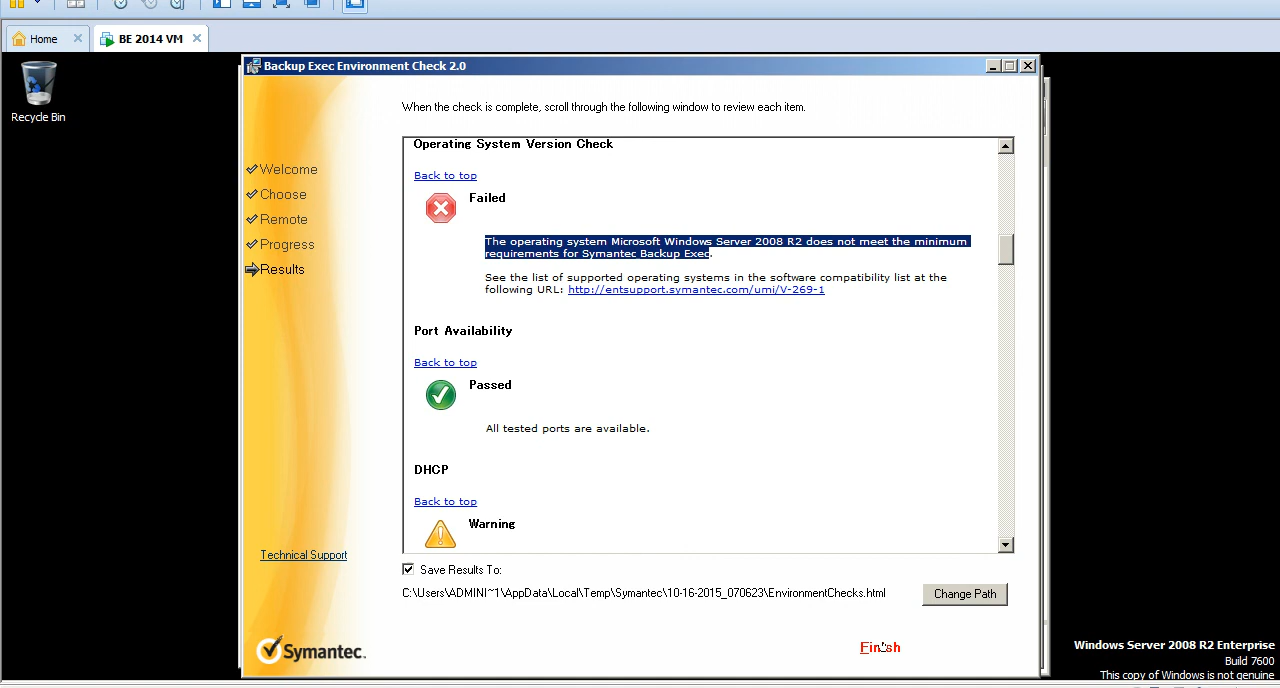 Home
BE 2014 VM
Recycle Bin
Backup Exec Environment Check 2.0
When the check is complete, scroll through the following window to review each item.
Welcome
Choose
Remote
Progress
Results
Operating System Version Check
Back to top
Failed
The operating system Microsoft Windows Server 2008 R2 does not meet the minimum
requirements for Symantec Backup Exec.
See the list of supported operating systems in the software compatibility list at the
following URL: http://entsupport.symantec.com/umi/V-269-1
Port Availability
Back to top
Passed
All tested ports are available.
DHCP
Back to top
Warning
Technical Support
Save Results To:
C:\Users\ADMINI~1\AppData\Local\Temp\Symantec\10-16-2015_070623\EnvironmentChecks.html
Change Path
Symantec.
Finish
Windows Server 2008 R2 Enterprise
Build 7600
This copy of Windows is not genuine